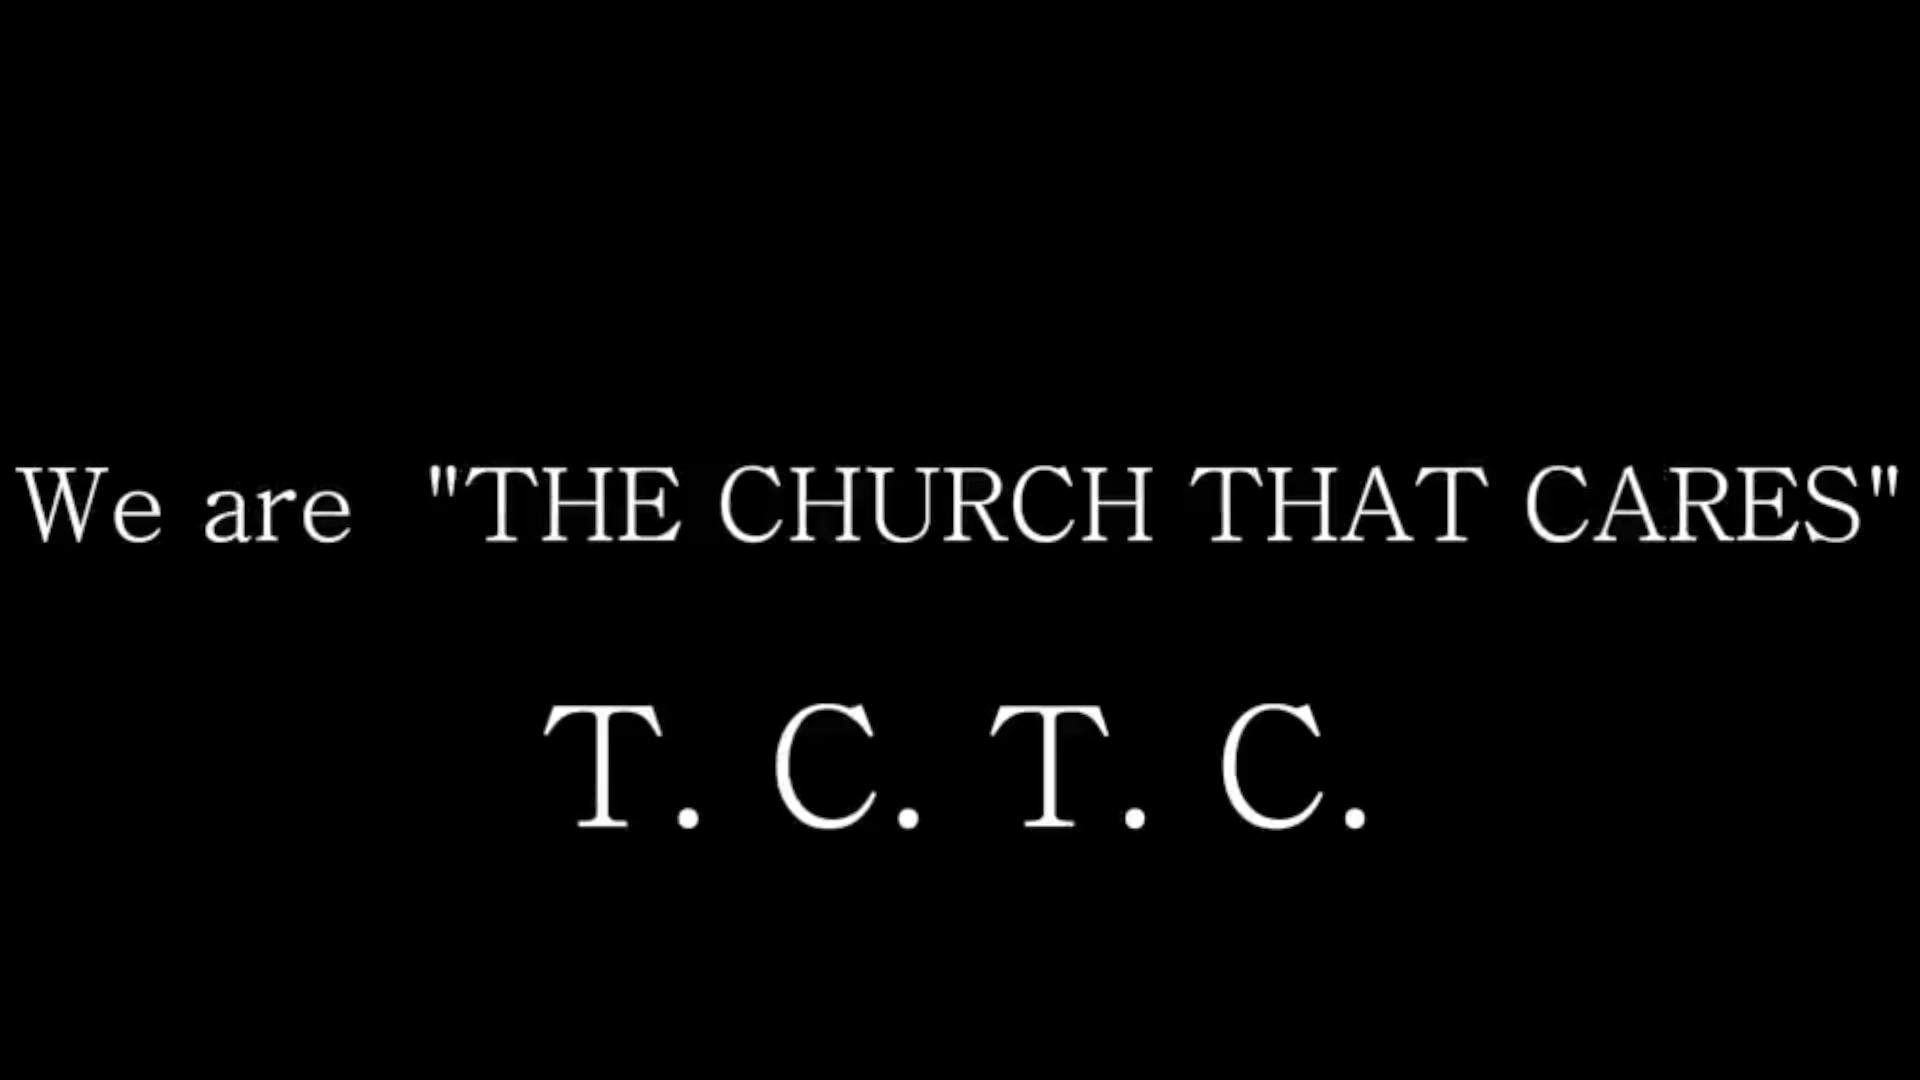 We are "THE CHURCH THAT CARES"
T. C. T. C.